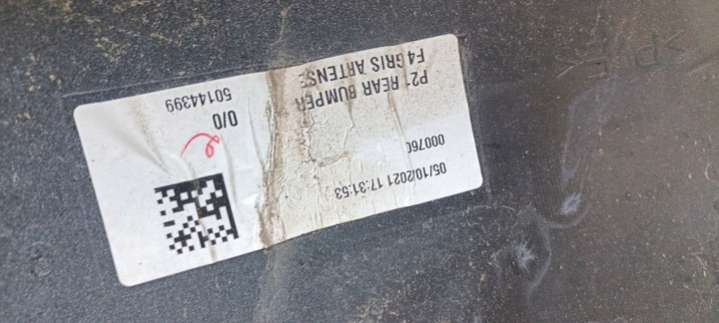 P21 REAR BUMPER
F4 GRIS ARTENSE
50144399
0/0
05/10/2021 17:31:53
000760